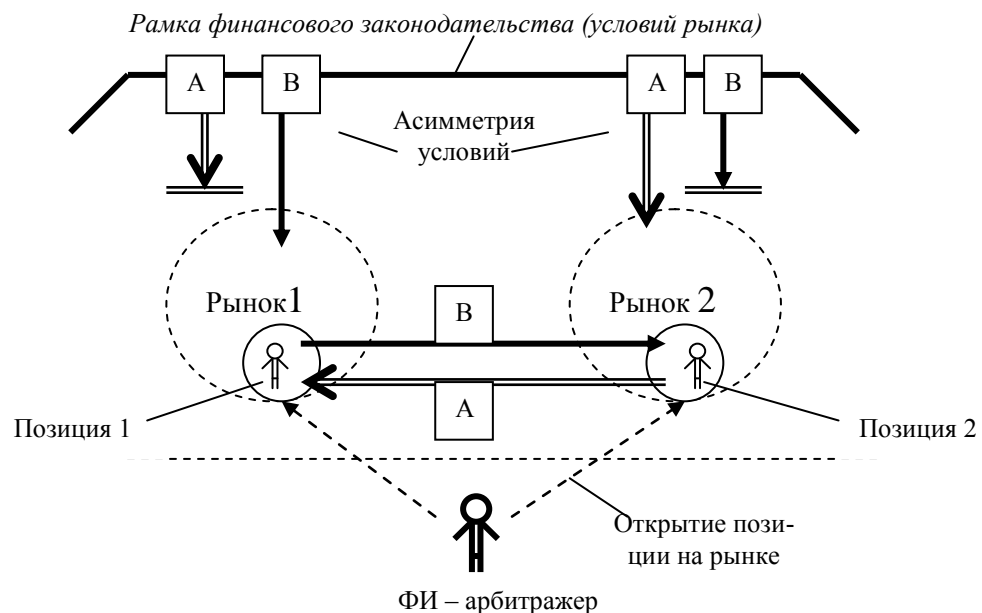 Рамка финансового законодательства (условий рынка)
A B A B
Асимметрия
условий
Рынок1 Рынок 2
B
A
Позиция 1 Позиция 2
Открытие пози-
ции на рынке
ФИ – арбитражер